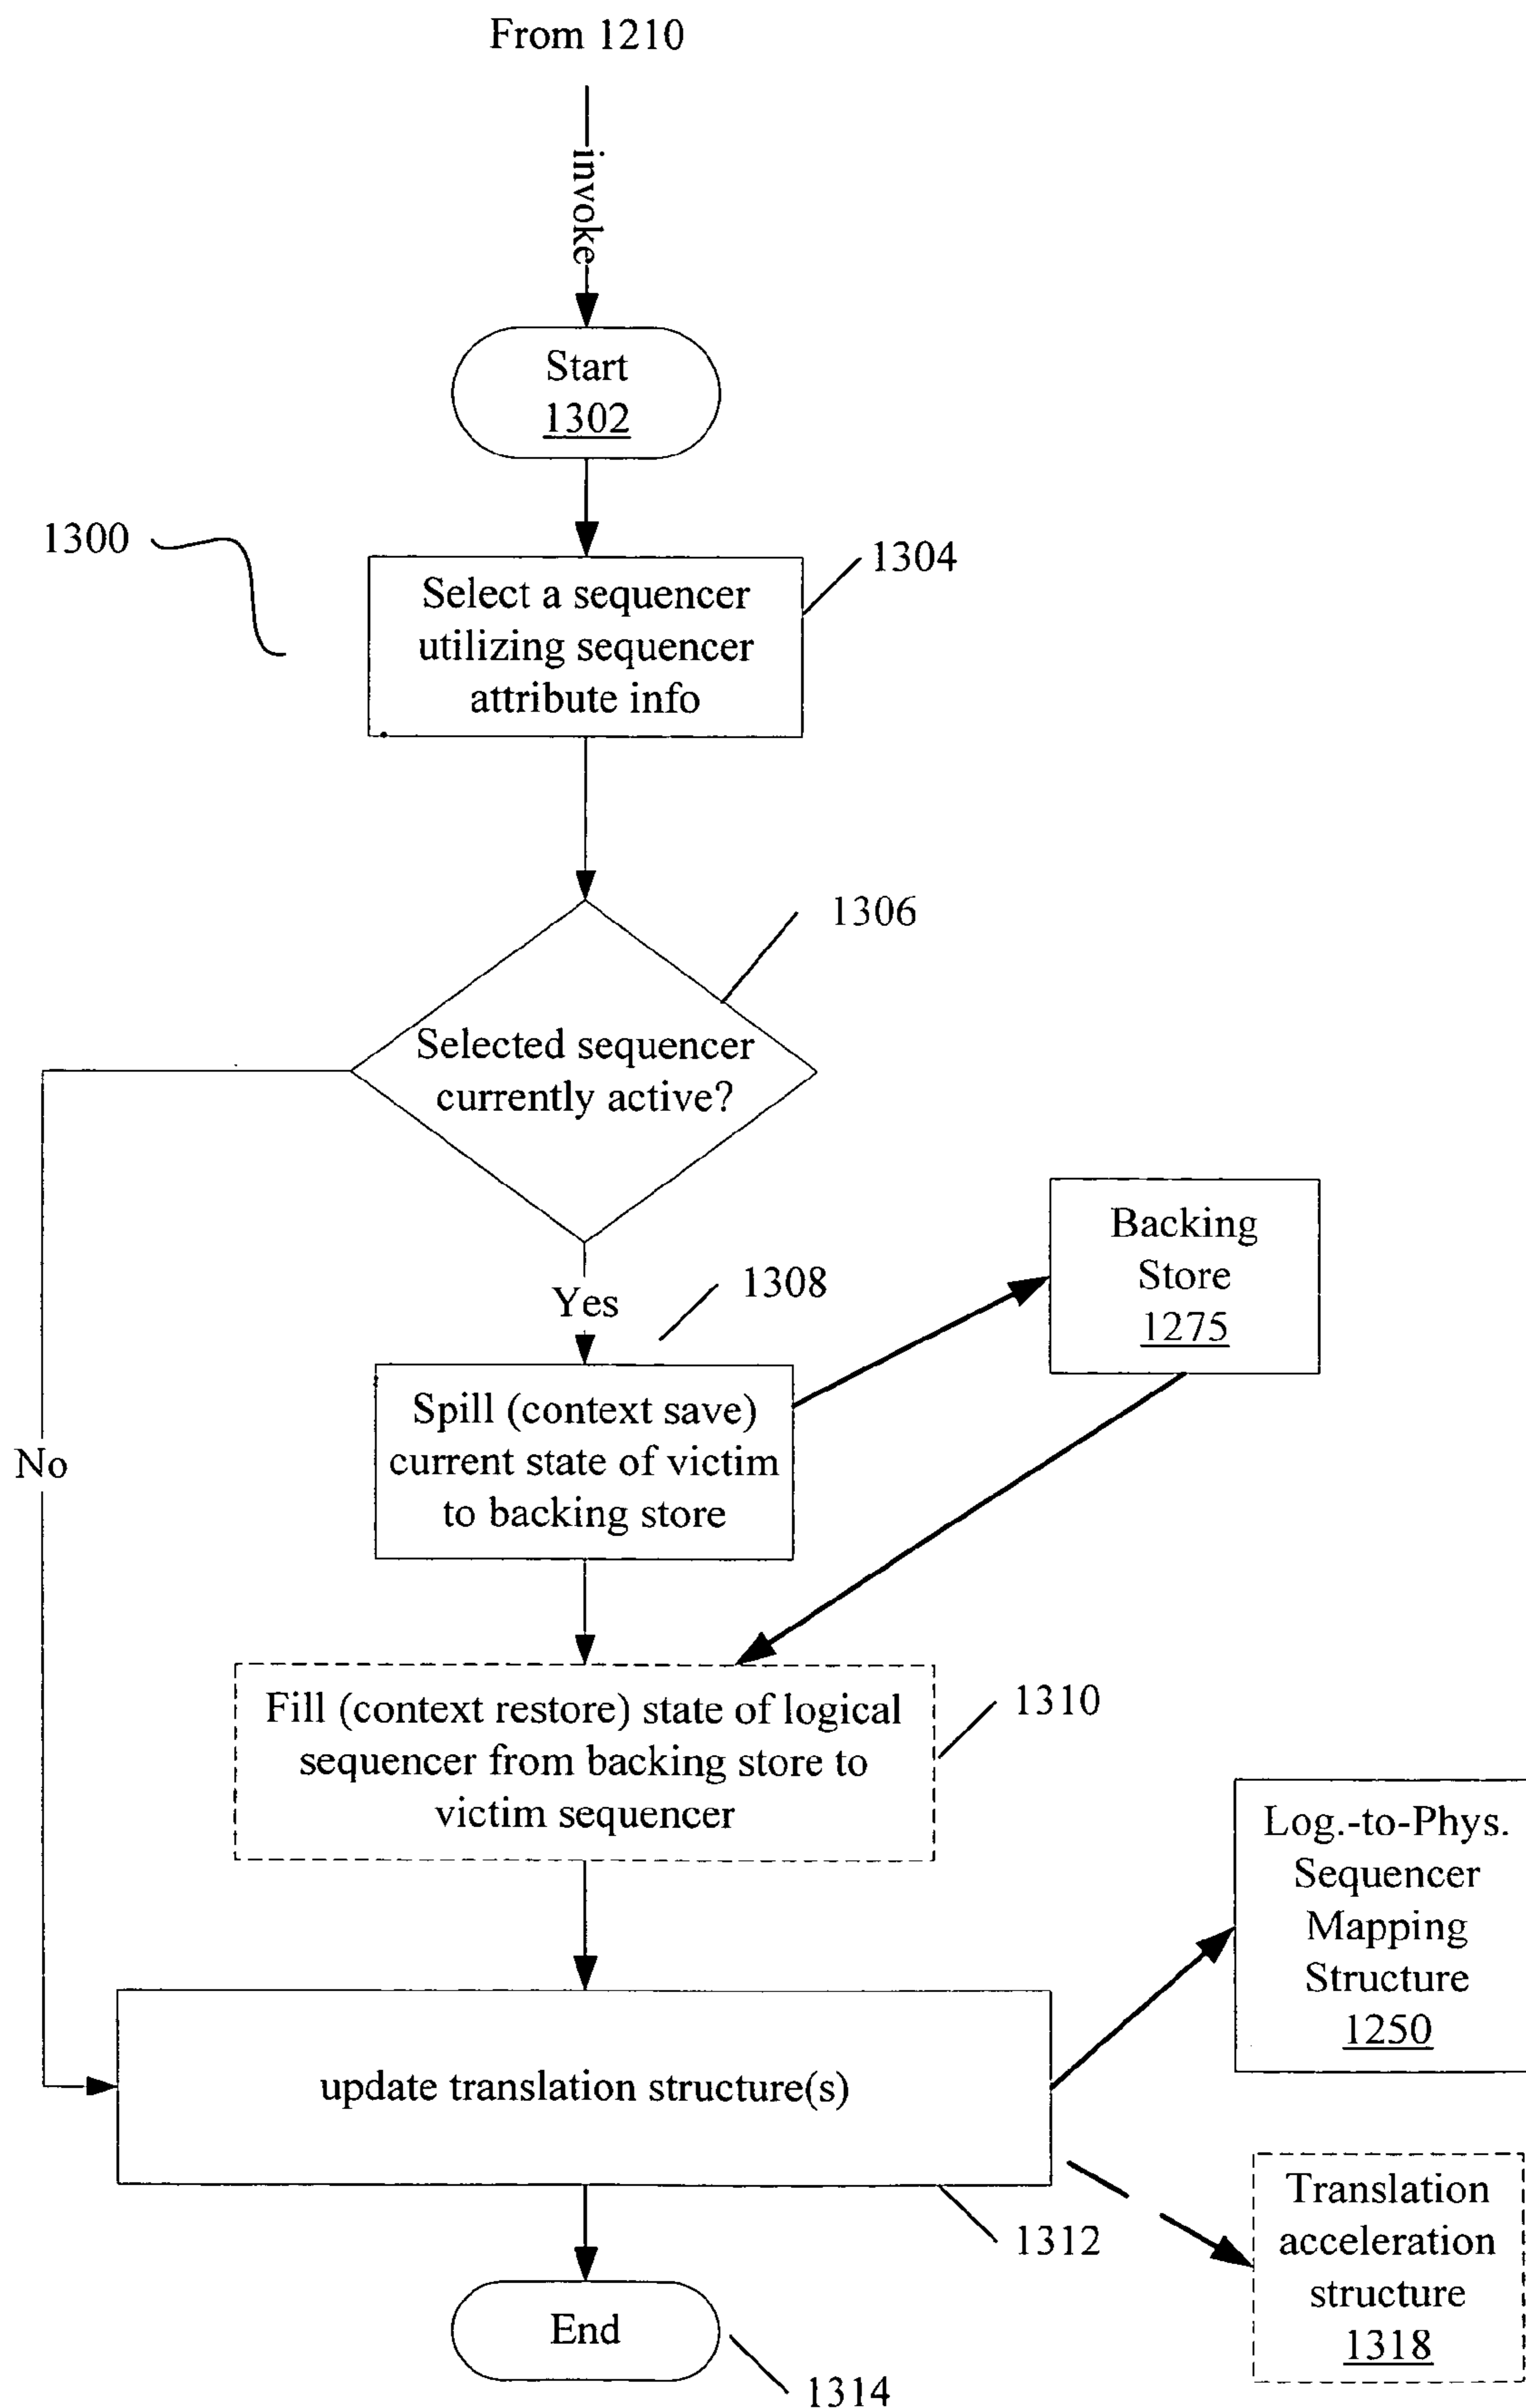 From 1210
invoke
Start
1302
1300
1304
Select a sequencer
utilizing sequencer
attribute info
1306
Selected sequencer
currently active?
Backing
Store
1275
Yes
1308
Spill (context save)
current state of victim
to backing store
No
Fill (context restore) state of logical
sequencer from backing store to
victim sequencer
1310
Log.-to-Phys.
Sequencer
Mapping
Structure
1250
update translation structure(s)
1312
Translation
acceleration
structure
1318
End
1314